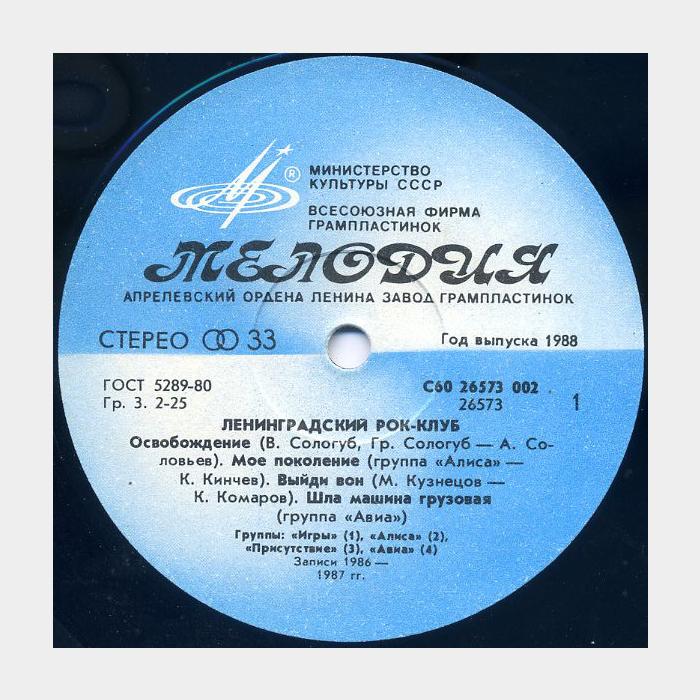 МИНИСТЕРСТВО
КУЛЬТУРЫ СССР
®
ВСЕСОЮЗНАЯ ФИРМА
ГРАМПЛАСТИНОК
МЕЛОДИЯ
АПРЕЛЕВСКИЙ ОРДЕНА ЛЕНИНА ЗАВОД ГРАМПЛАСТИНОК
СТЕРЕО 33
Год выпуска 1988
ГОСТ 5289-80
Гр. 3. 2-25
С60 26573 002
26573
1
ЛЕНИНГРАДСКИЙ РОК-КЛУБ
Освобождение (В. Сологуб, Гр. Сологуб — А. Со-
ловьев). Мое поколение (группа «Алиса» —
К. Кинчев). Выйди вон (М. Кузнецов —
К. Комаров). Шла машина грузовая
(группа «Авиа»)
Группы: «Игры» (1), «Алиса» (2),
«Присутствие» (3), «Авиа» (4)
Записи 1986 —
1987 гг.